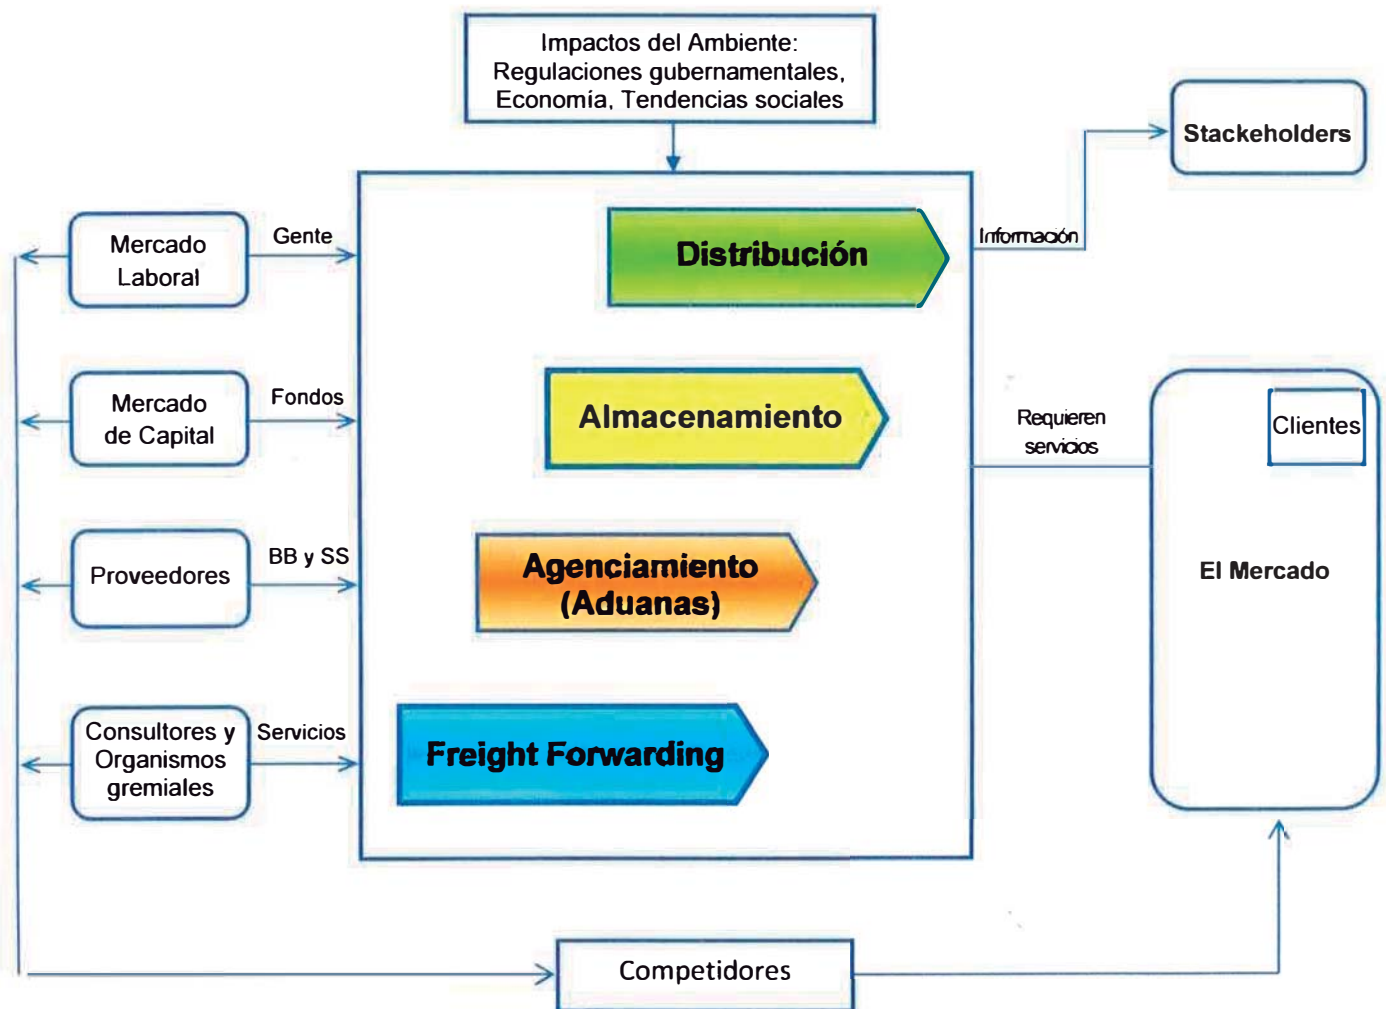 Impactos del Ambiente:
Regulaciones gubernamentales,
Economía, Tendencias sociales
Stackeholders
Mercado
Laboral
Gente
Distribución
Información
Mercado
de Capital
Fondos
Almacenamiento
Requieren
servicios
Clientes
Proveedores
BB y SS
Agenciamiento
(Aduanas)
El Mercado
Consultores y
Organismos
gremiales
Servicios
Freight Forwarding
Competidores